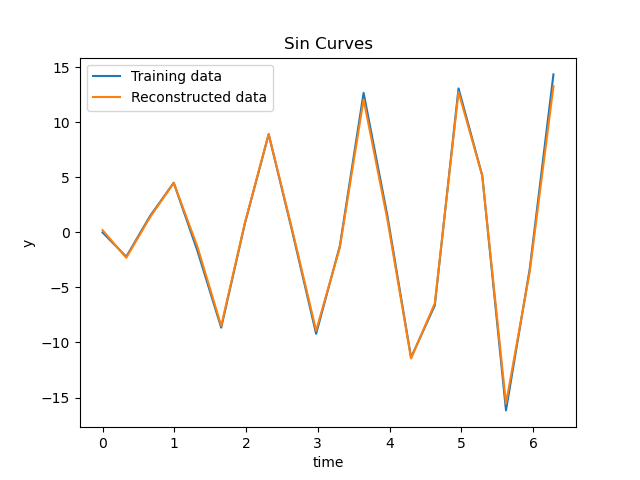 Sin Curves
Training data
Reconstructed data
15
10
5
0
−5
−10
−15
y
0 1 2 3 4 5 6
time